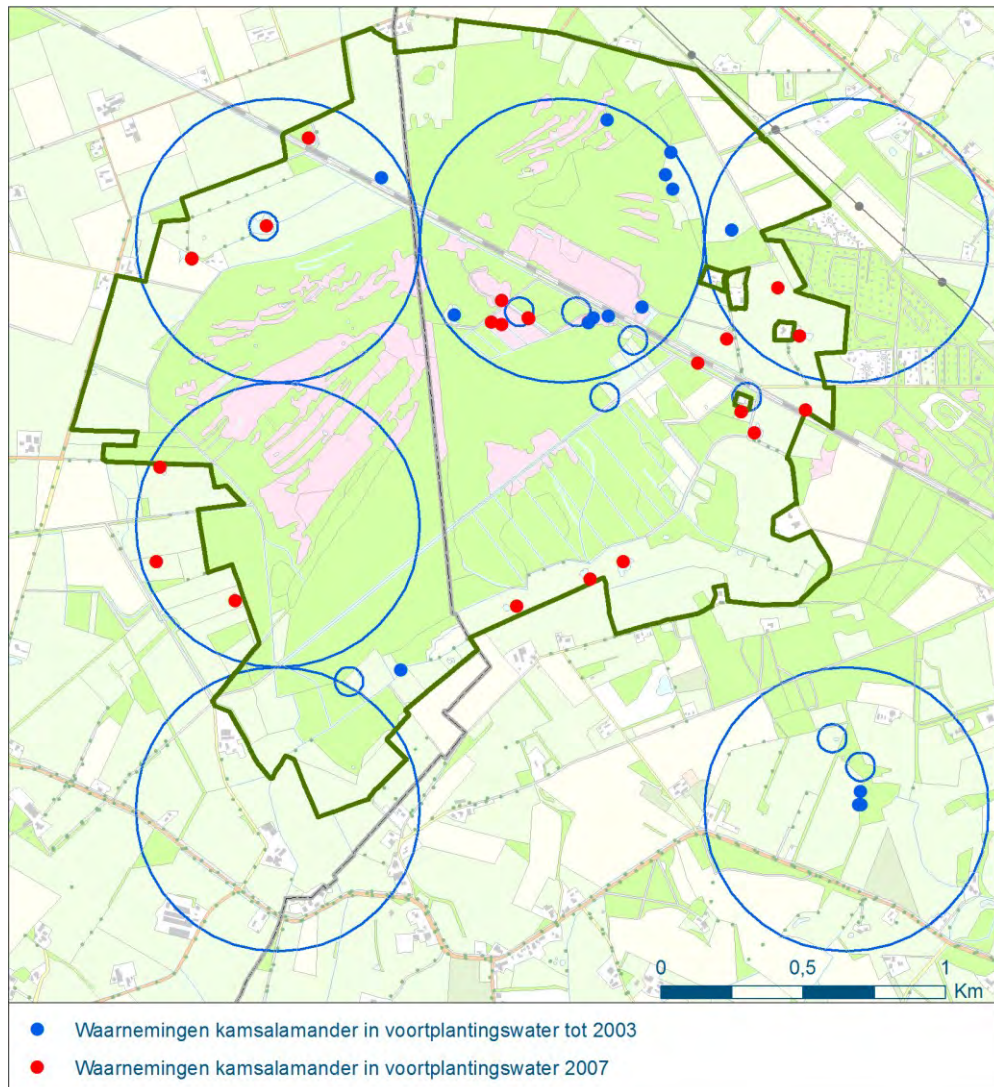 0 0,5 1
Km
Waarnemingen kamsalamander in voortplantingswater tot 2003
Waarnemingen kamsalamander in voortplantingswater 2007